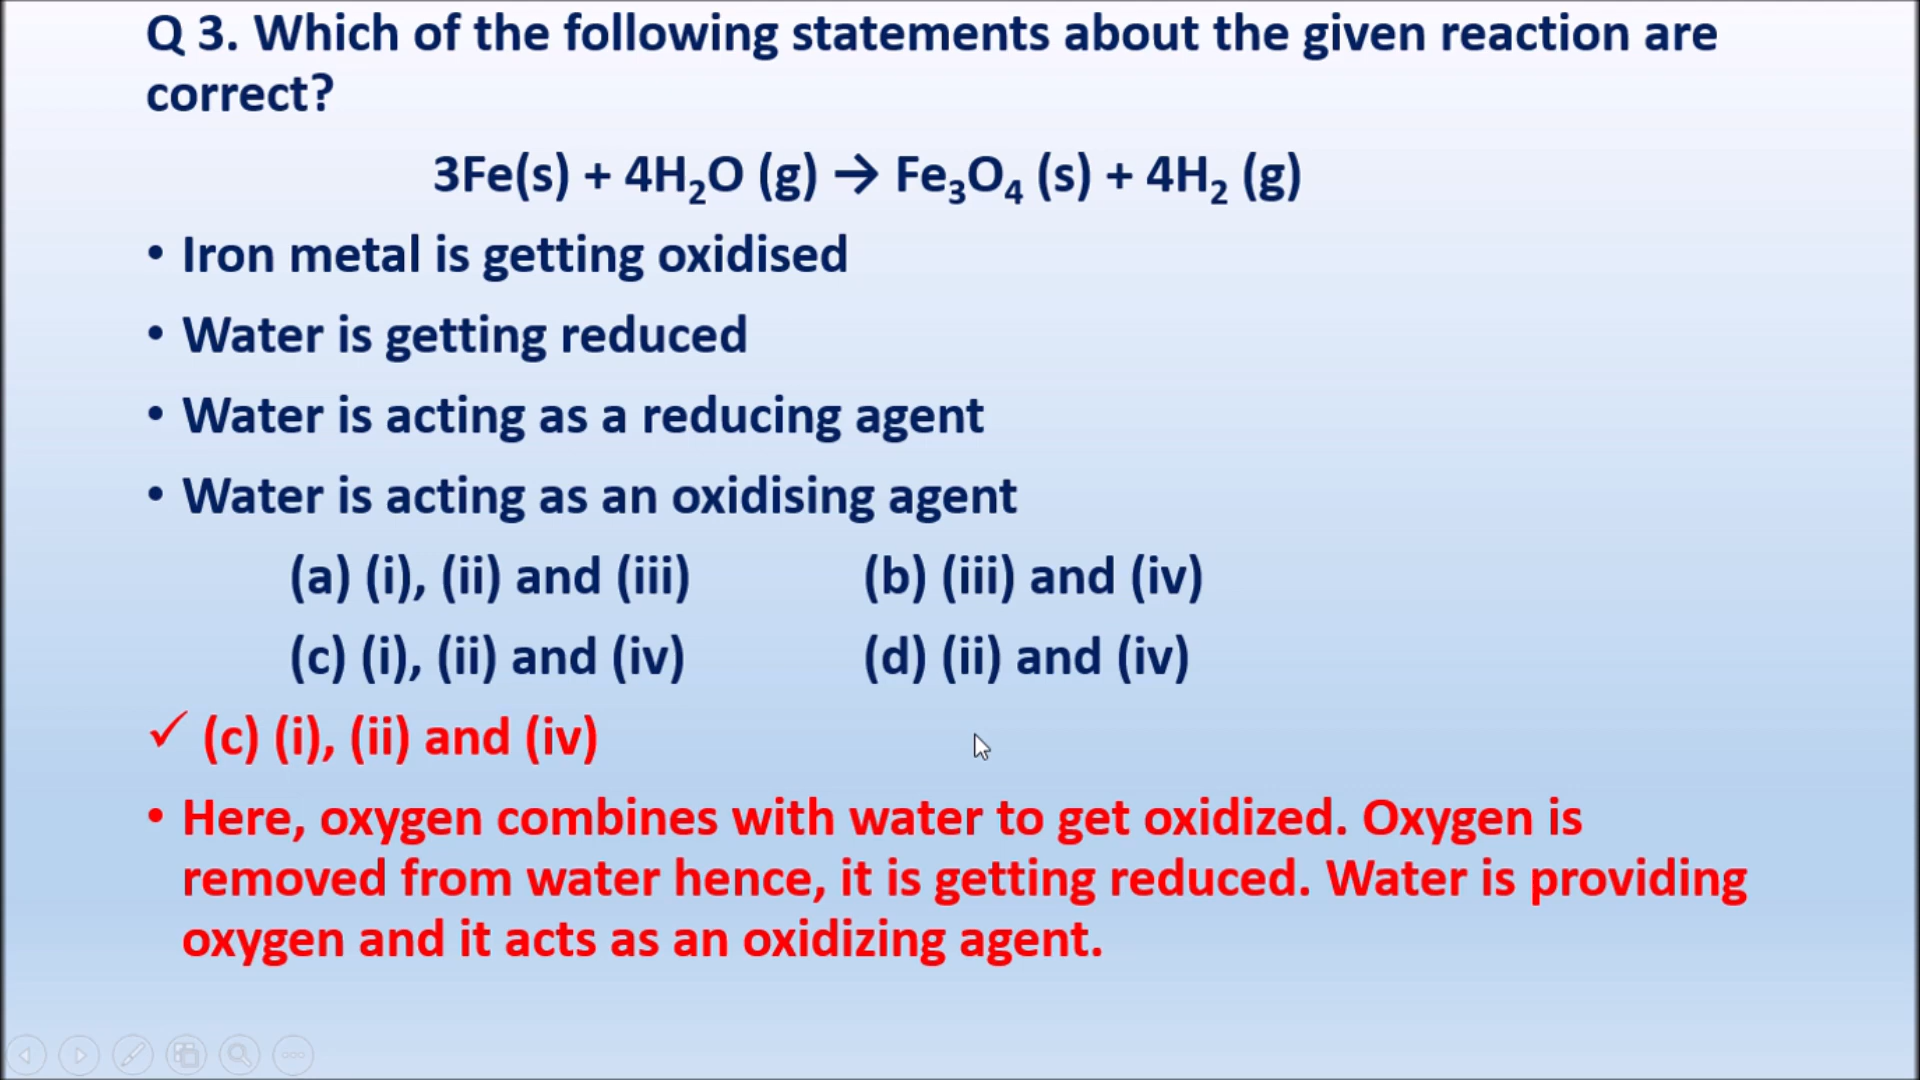 Q 3. Which of the following statements about the given reaction are
correct?
3Fe(s) + 4H₂O (g) → Fe₃O₄ (s) + 4H₂ (g)
• Iron metal is getting oxidised
• Water is getting reduced
• Water is acting as a reducing agent
• Water is acting as an oxidising agent
(a) (i), (ii) and (iii) (b) (iii) and (iv)
(c) (i), (ii) and (iv) (d) (ii) and (iv)
✓ (c) (i), (ii) and (iv)
• Here, oxygen combines with water to get oxidized. Oxygen is
removed from water hence, it is getting reduced. Water is providing
oxygen and it acts as an oxidizing agent.